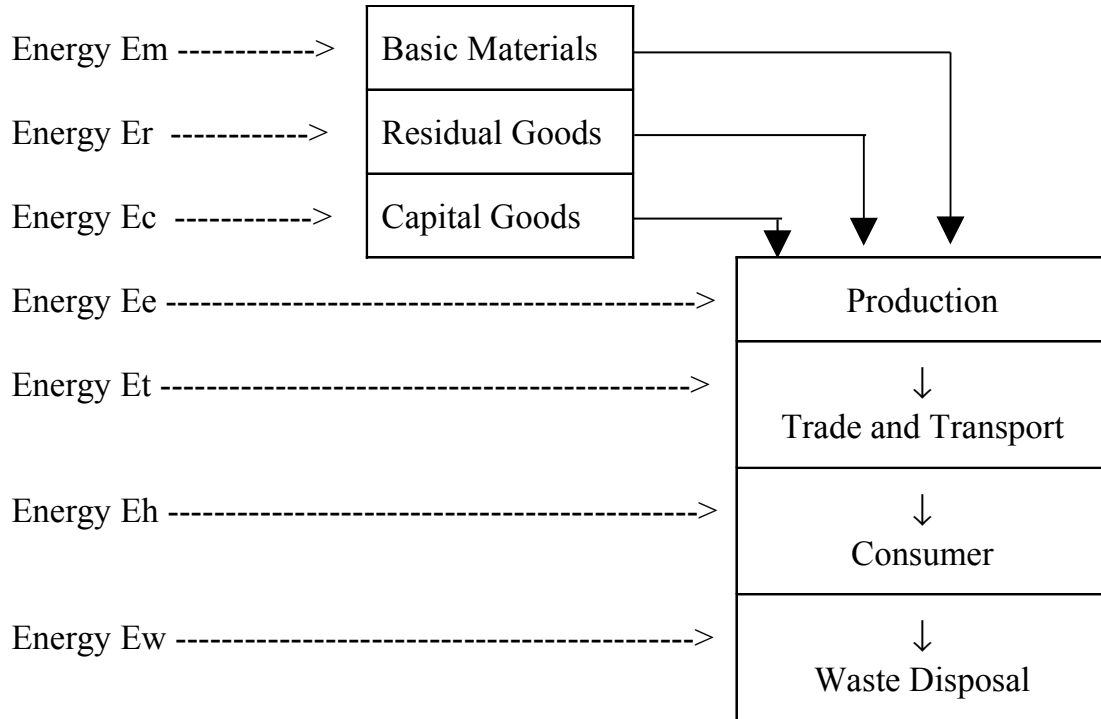 Energy Em ------------> Basic Materials
Energy Er ------------> Residual Goods
Energy Ec ------------> Capital Goods
Energy Ee ---------------------------------------> Production
Energy Et ---------------------------------------> ↓
Trade and Transport
Energy Eh ---------------------------------------> ↓
Consumer
Energy Ew --------------------------------------> ↓
Waste Disposal